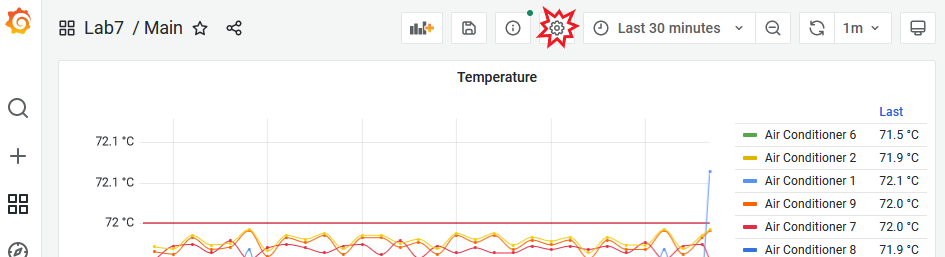 Lab7 / Main
Last 30 minutes
1m
Temperature
Last
72.1 °C
72.1 °C
72 °C
Air Conditioner 6 71.5 °C
Air Conditioner 2 71.9 °C
Air Conditioner 1 72.1 °C
Air Conditioner 9 72.0 °C
Air Conditioner 7 72.0 °C
Air Conditioner 8 71.9 °C